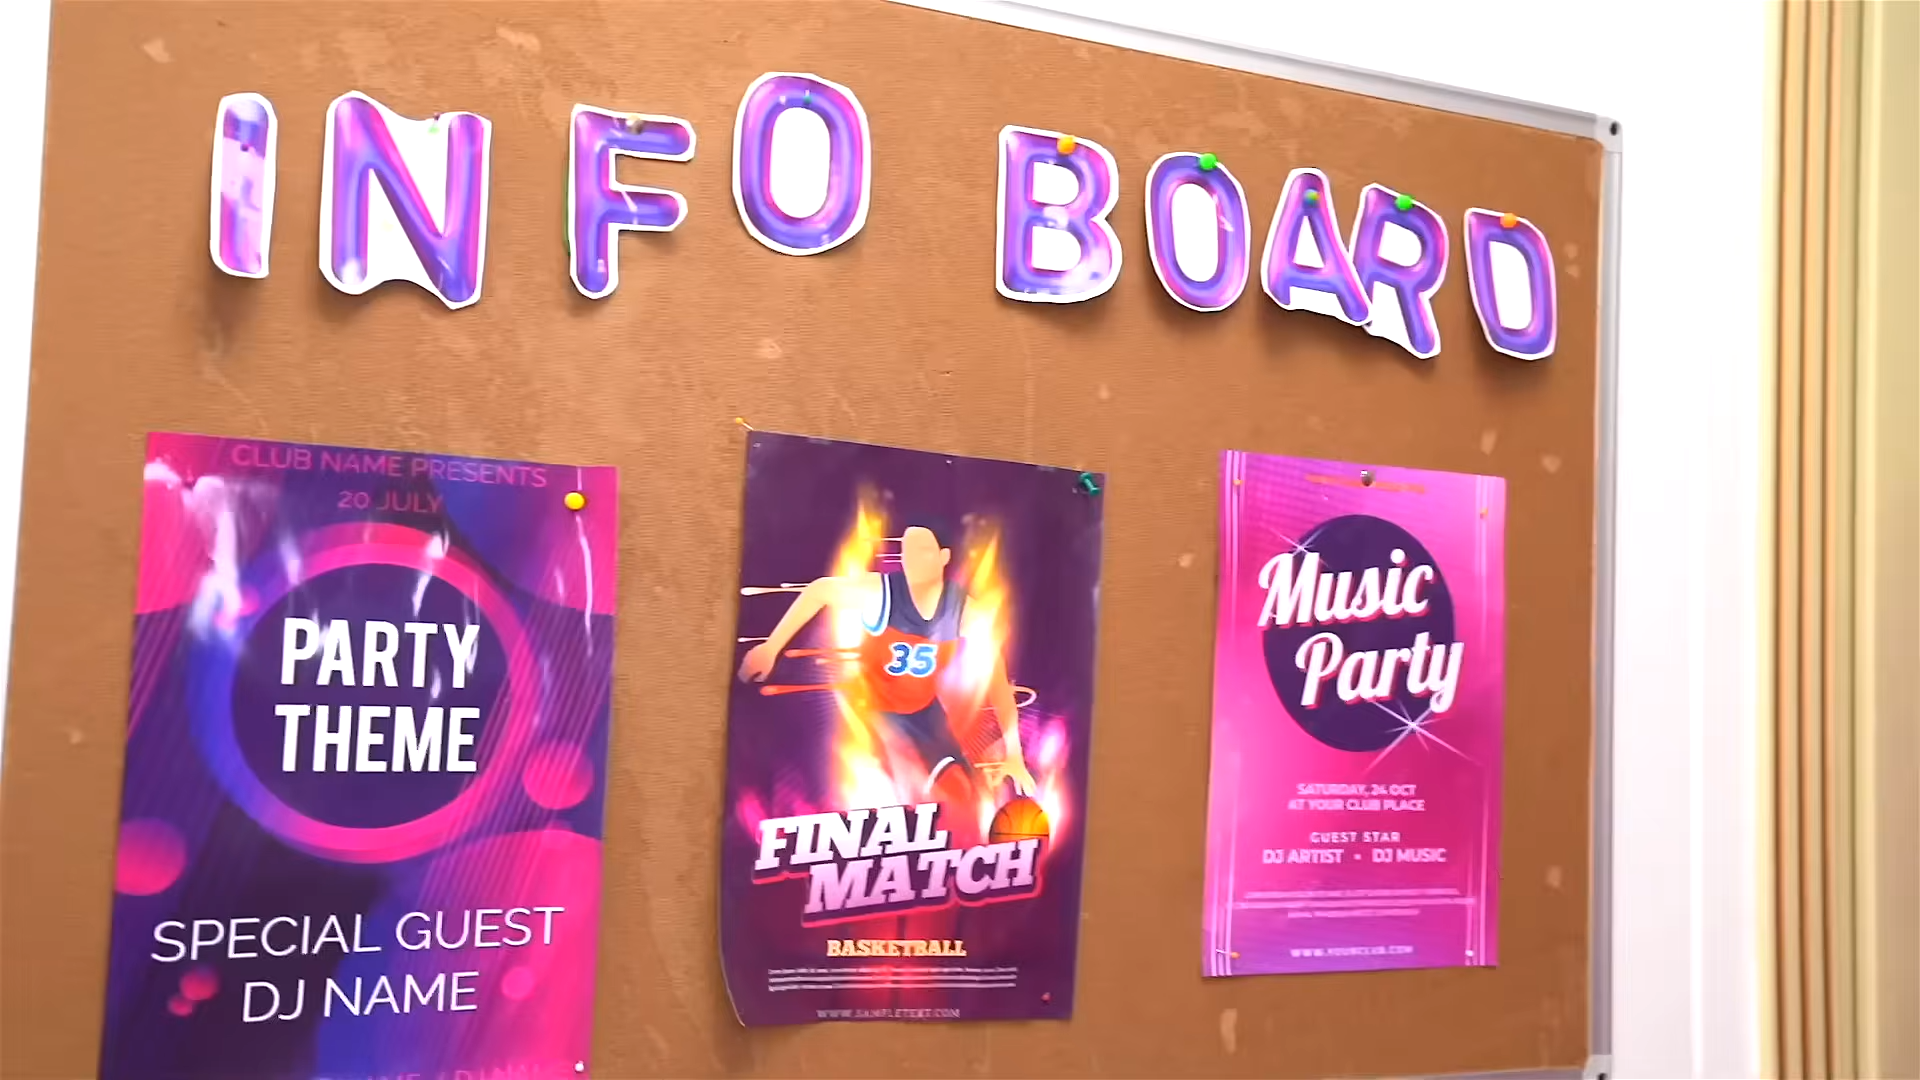 INFO BOARD
CLUB NAME PRESENTS
20 JULY
PARTY
THEME
SPECIAL GUEST
DJ NAME
35
FINAL
MATCH
BASKETBALL
WWW.SAMPLETEXT.COM
Music
Party
SATURDAY, 24 OCT
AT YOUR CLUB PLACE
GUEST STAR
DJ ARTIST • DJ MUSIC
WWW.YOURCLUB.COM